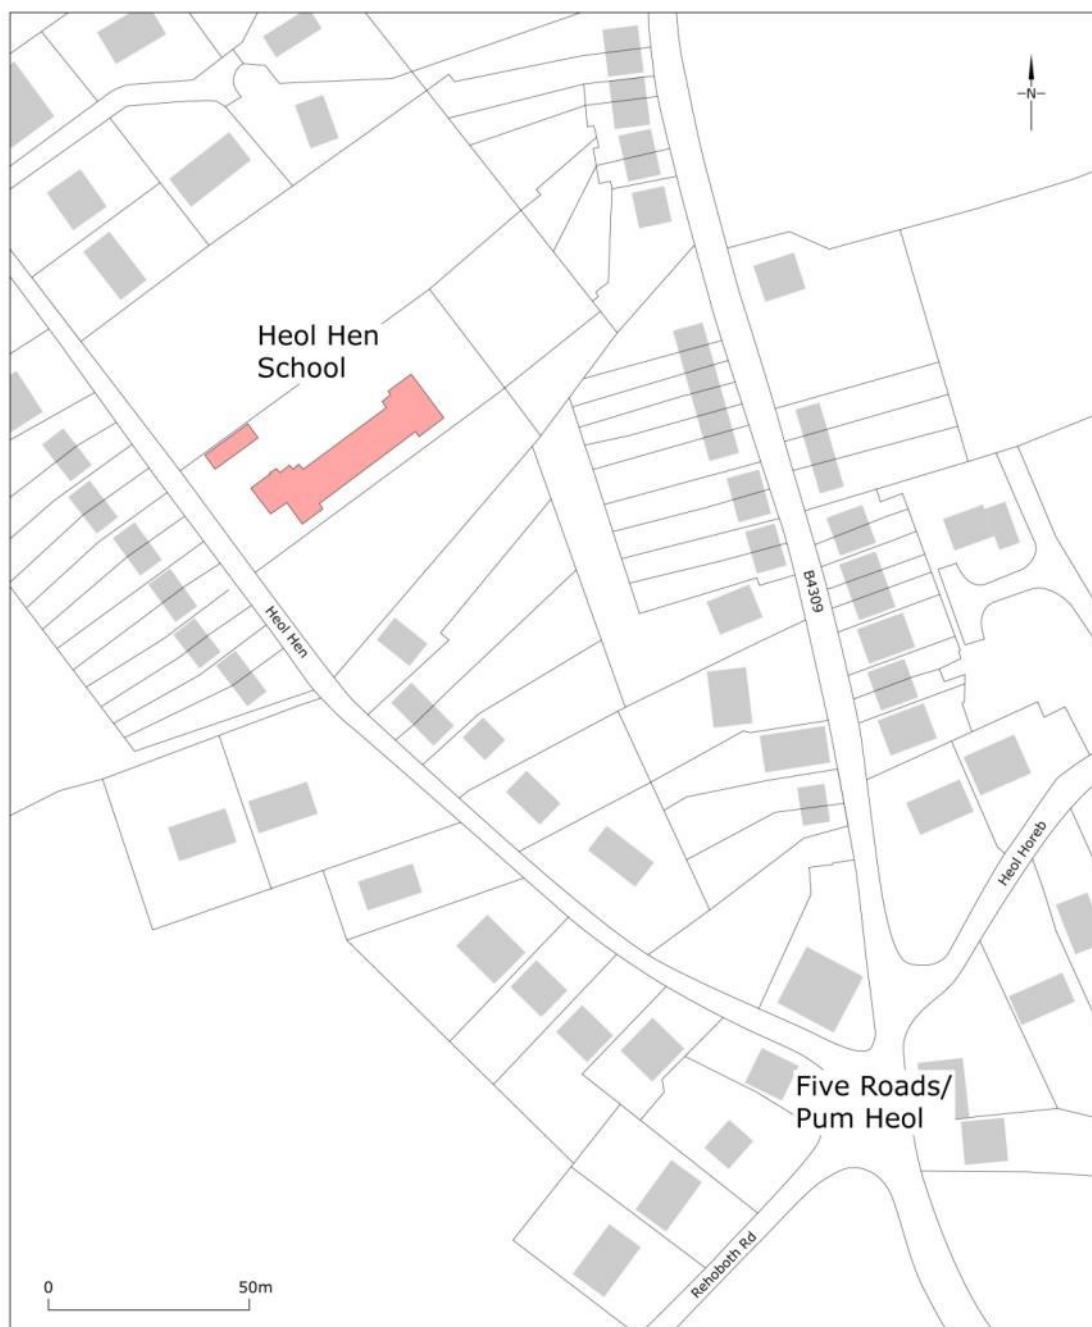 N
Heol Hen
School
B4309
Heol Hen
Heol Horeb
Five Roads/
Pum Heol
Rehoboth Rd
0 50m